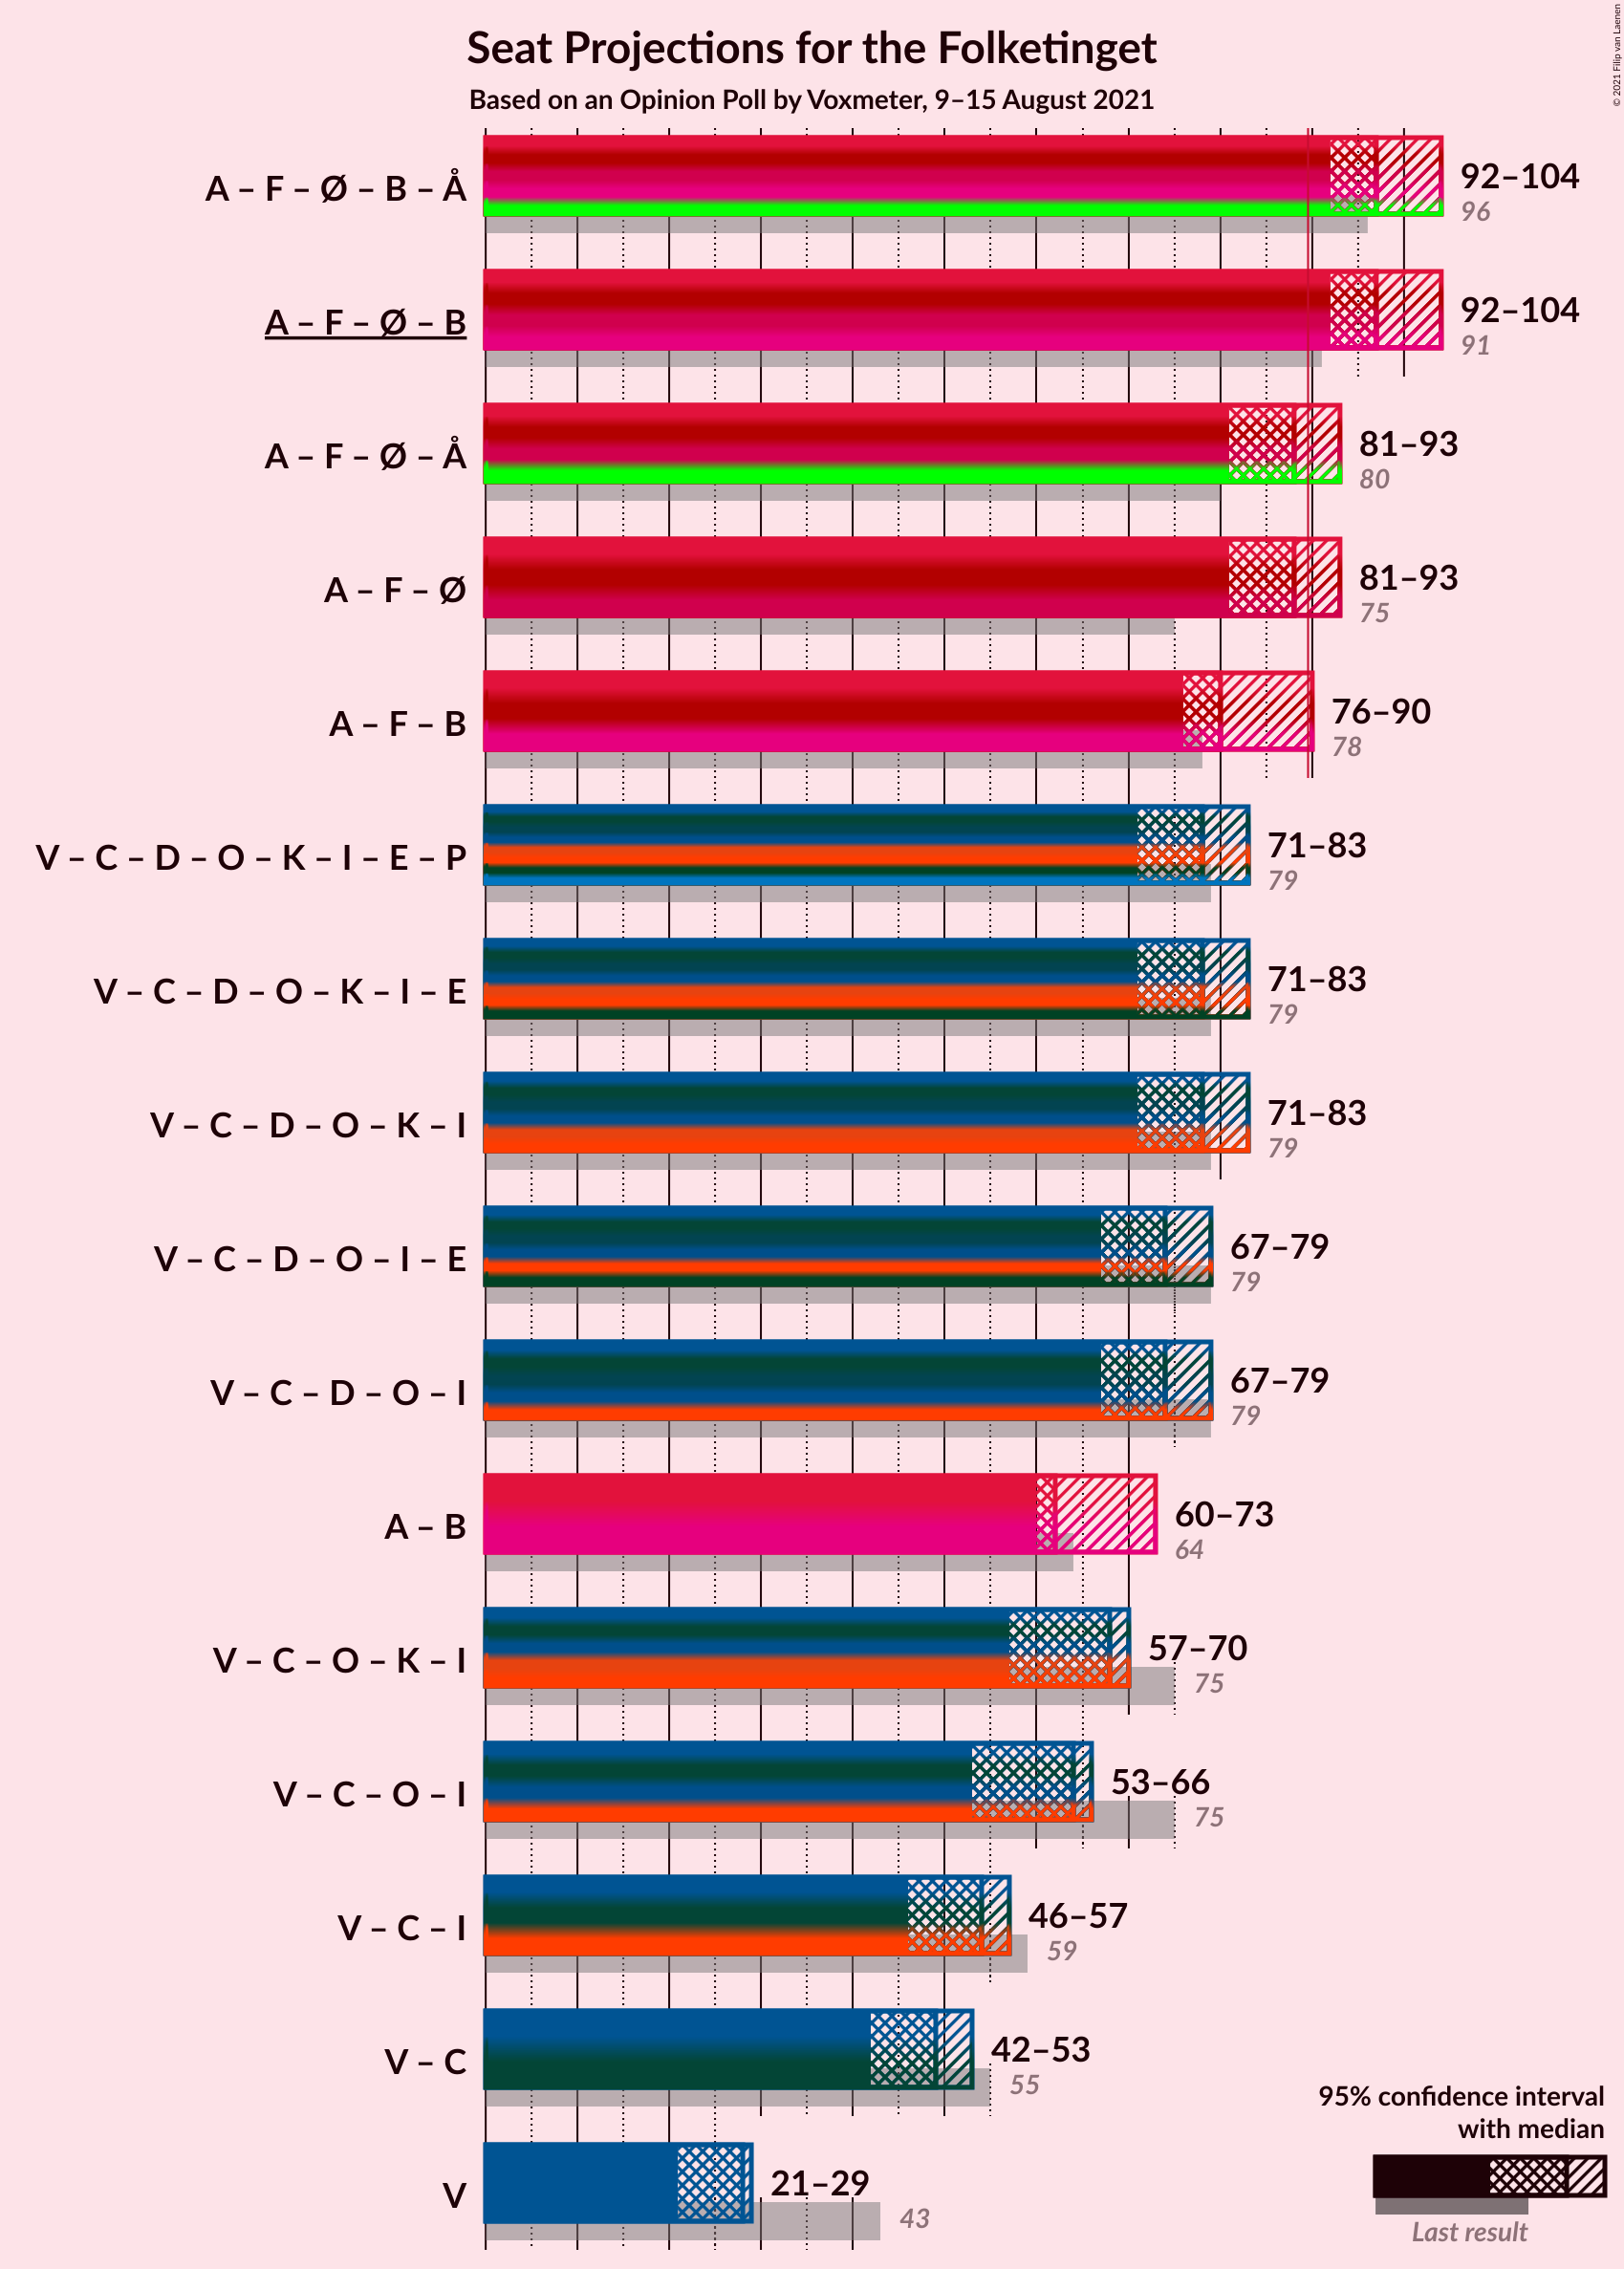 Seat Projections for the Folketinget
Based on an Opinion Poll by Voxmeter, 9–15 August 2021
© 2021 Filip van Laenen
A – F – Ø – B – Å
92–104
96
A – F – Ø – B
92–104
91
A – F – Ø – Å
81–93
80
A – F – Ø
81–93
75
A – F – B
76–90
78
V – C – D – O – K – I – E – P
71–83
79
V – C – D – O – K – I – E
71–83
79
V – C – D – O – K – I
71–83
79
V – C – D – O – I – E
67–79
79
V – C – D – O – I
67–79
79
A – B
60–73
64
V – C – O – K – I
57–70
75
V – C – O – I
53–66
75
V – C – I
46–57
59
V – C
42–53
55
V
21–29
43
95% confidence interval
with median
Last result